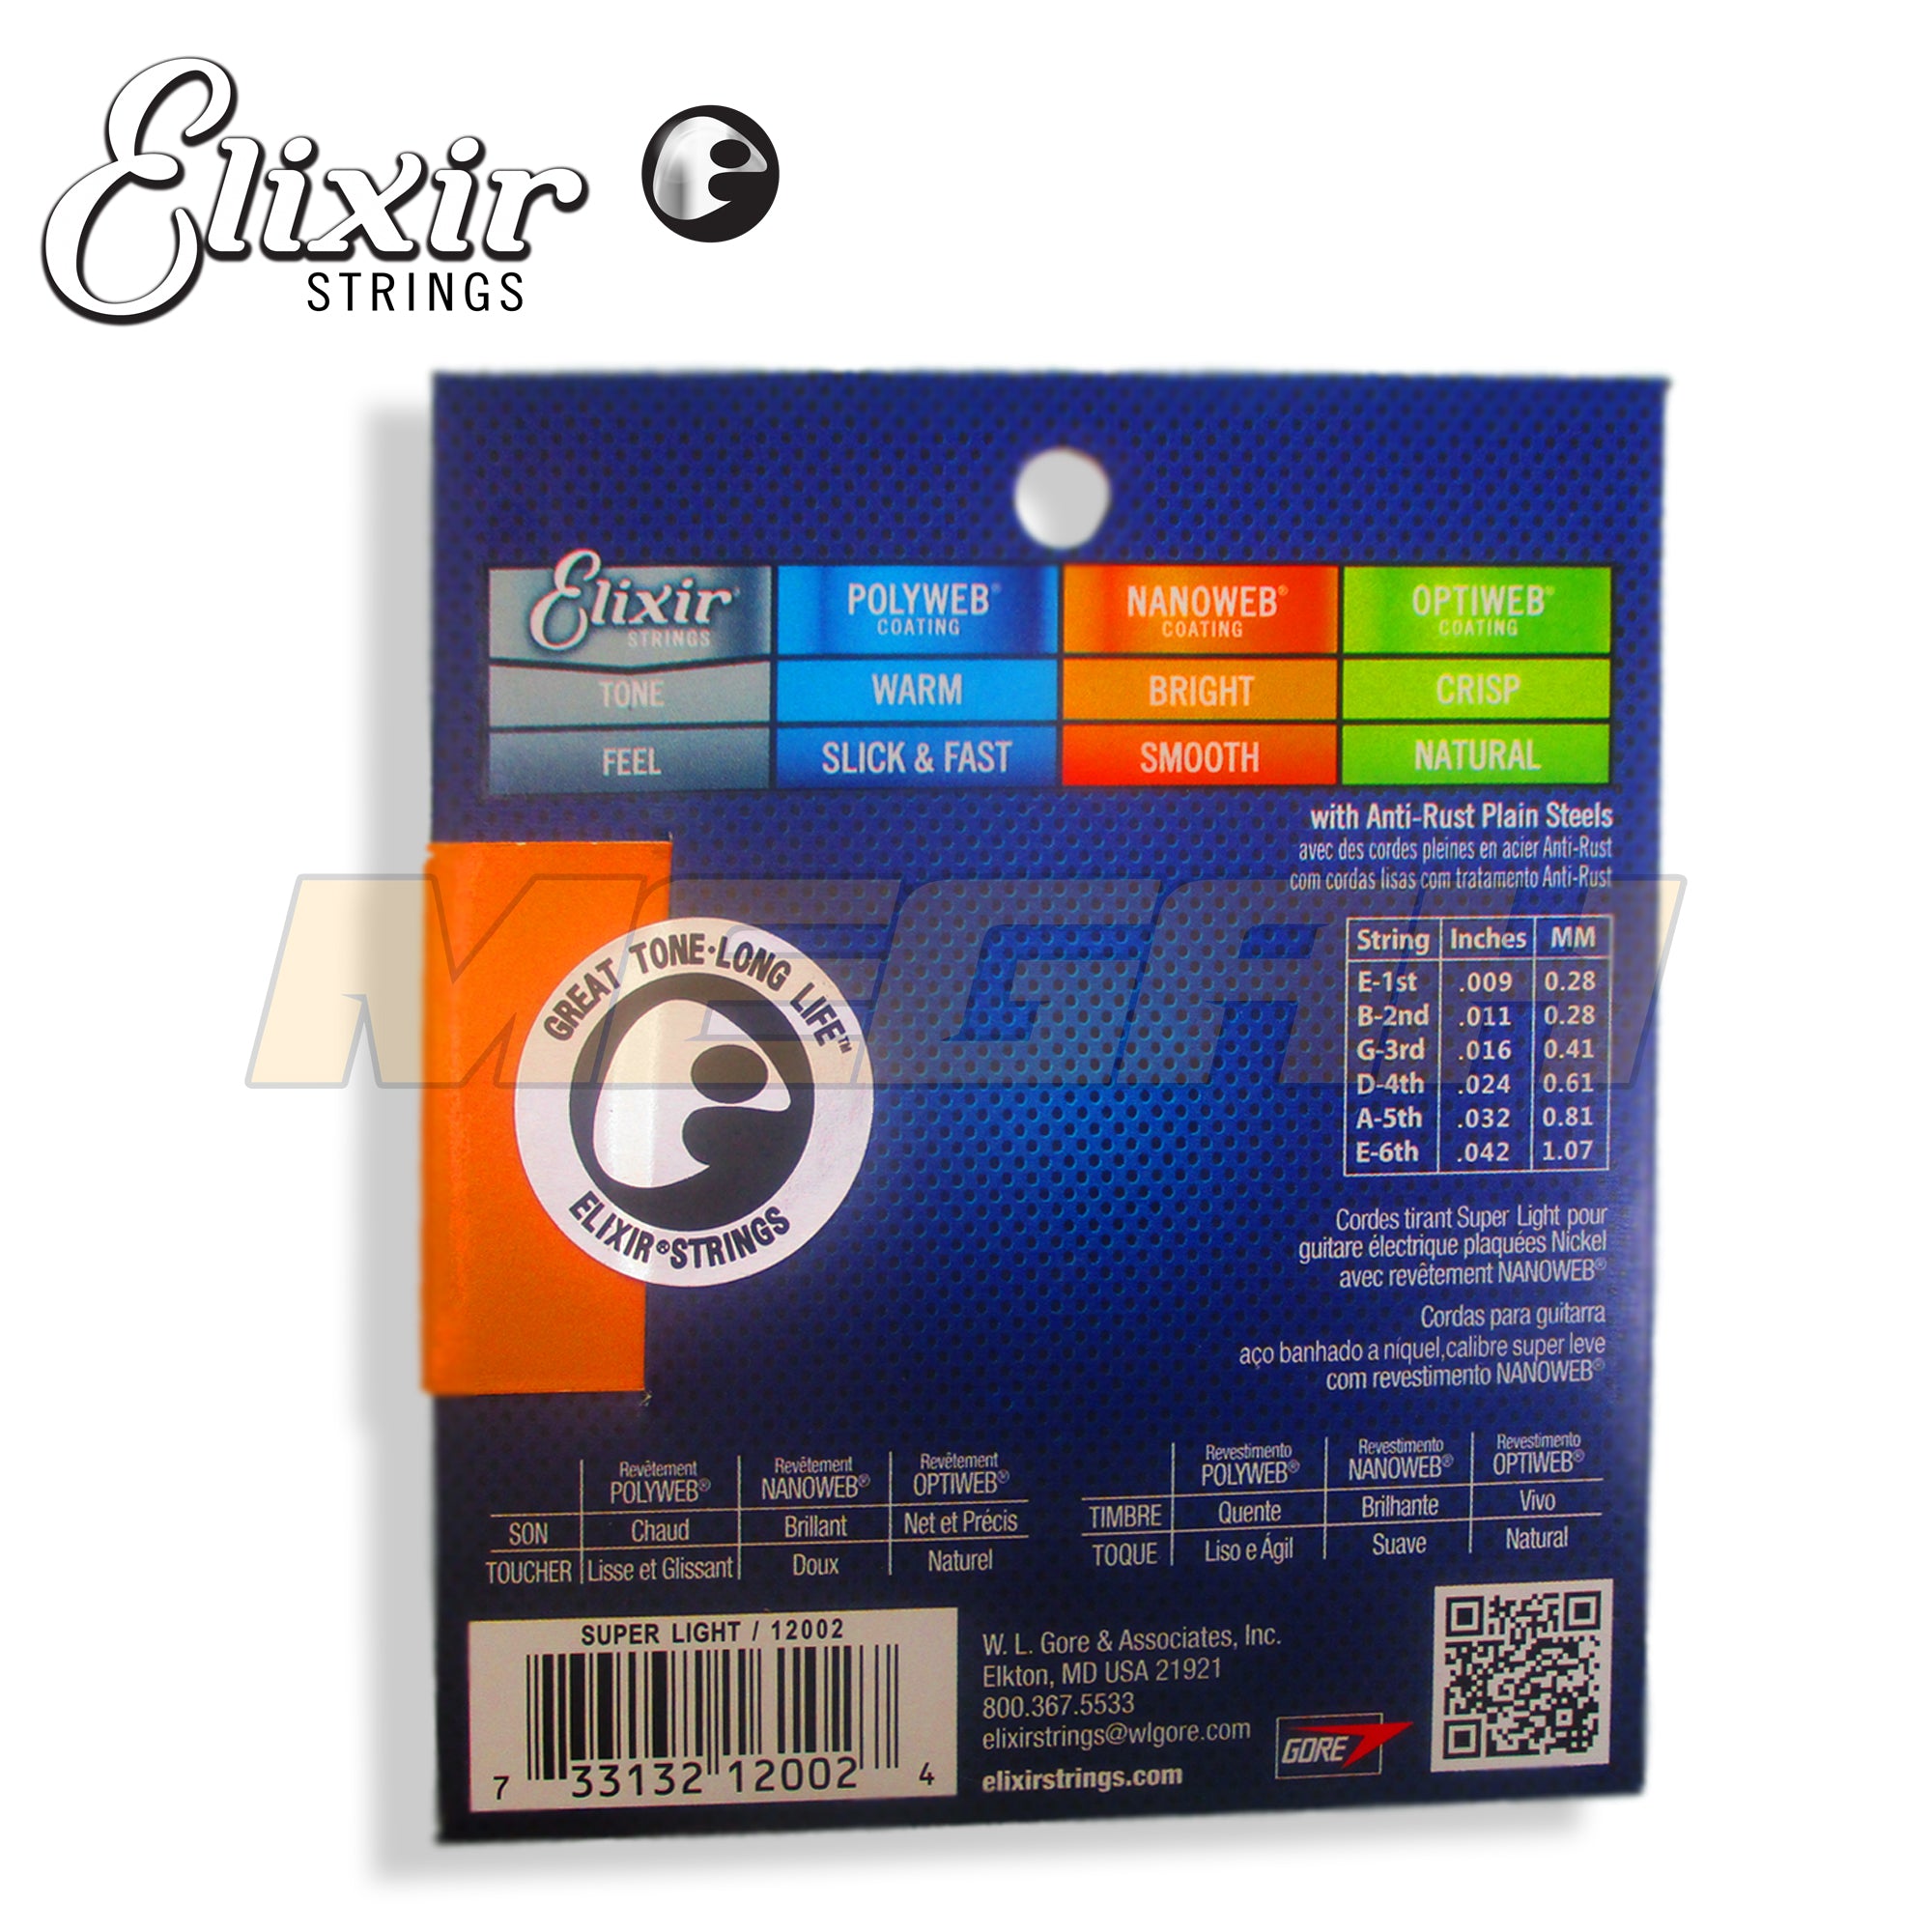 Elixir
STRINGS
Elixir®
STRINGS
POLYWEB®
COATING
NANOWEB®
COATING
OPTIWEB®
COATING
TONE
WARM
BRIGHT
CRISP
FEEL
SLICK & FAST
SMOOTH
NATURAL
with Anti-Rust Plain Steels
avec des cordes pleines en acier Anti-Rust
com cordas lisas com tratamento Anti-Rust
MEGAH
GREAT TONE·LONG LIFE™
ELIXIR®STRINGS
String Inches MM
E-1st .009 0.28
B-2nd .011 0.28
G-3rd .016 0.41
D-4th .024 0.61
A-5th .032 0.81
E-6th .042 1.07
Cordes tirant Super Light pour
guitare électrique plaquées Nickel
avec revêtement NANOWEB®
Cordas para guitarra
aço banhado a níquel,calibre super leve
com revestimento NANOWEB®
Revêtement POLYWEB®
Revêtement NANOWEB®
Revêtement OPTIWEB®
SON Chaud Brillant Net et Précis
TOUCHER Lisse et Glissant Doux Naturel
Revestimento POLYWEB®
Revestimento NANOWEB®
Revestimento OPTIWEB®
TIMBRE Quente Brilhante Vivo
TOQUE Liso e Ágil Suave Natural
SUPER LIGHT / 12002
7 33132 12002 4
W. L. Gore & Associates, Inc.
Elkton, MD USA 21921
800.367.5533
elixirstrings@wlgore.com
elixirstrings.com
GORE